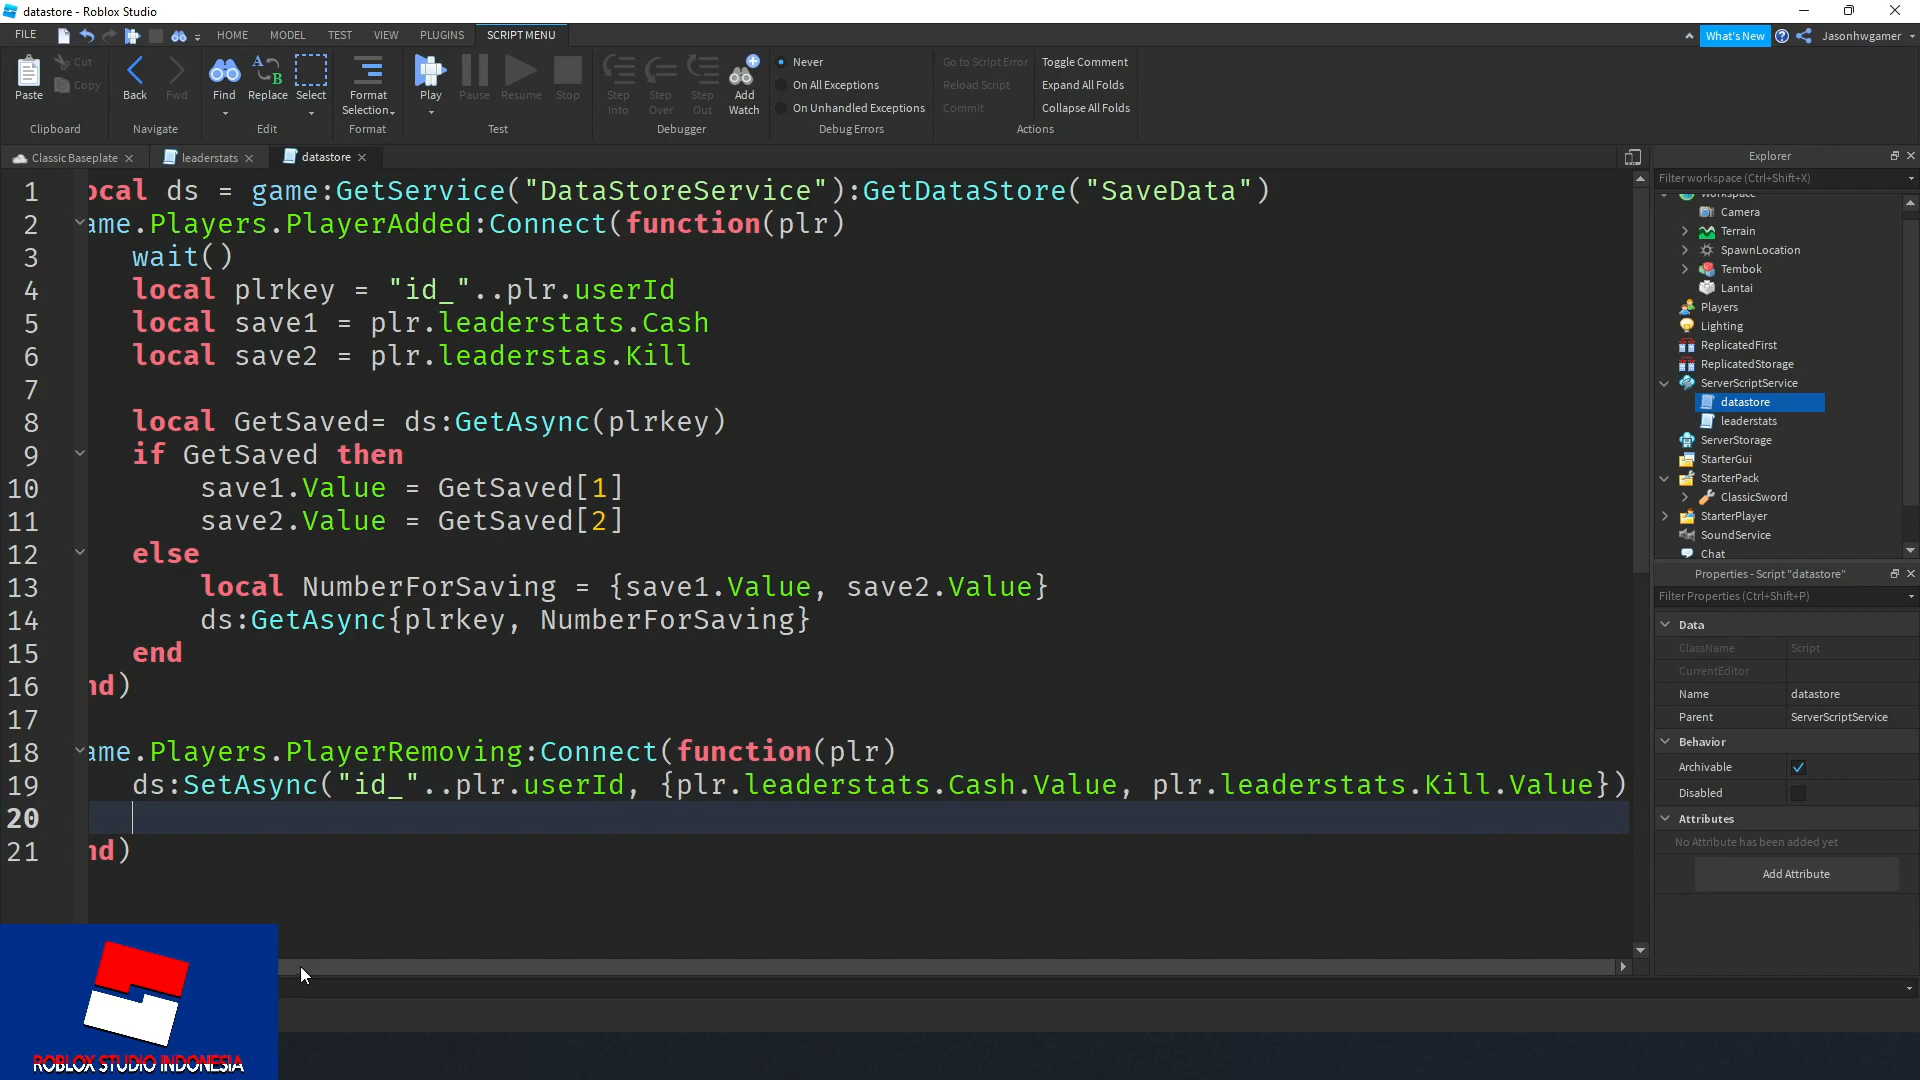 datastore - Roblox Studio
FILE HOME MODEL TEST VIEW PLUGINS SCRIPT MENU What's New Jasonhwgamer
Paste Cut Copy Clipboard
Back Fwd Navigate
Find Replace Select Edit
Format Selection Format
Play Pause Resume Stop Test
Step Into Step Over Step Out Add Watch Debugger
Never
On All Exceptions
On Unhandled Exceptions
Debug Errors
Go to Script Error Toggle Comment
Reload Script Expand All Folds
Commit Collapse All Folds
Actions
Classic Baseplate leaderstats datastore
1 ocal ds = game:GetService("DataStoreService"):GetDataStore("SaveData")
2 ame.Players.PlayerAdded:Connect(function(plr)
3 wait()
4 local plrkey = "id_"..plr.userId
5 local save1 = plr.leaderstats.Cash
6 local save2 = plr.leaderstas.Kill
7
8 local GetSaved= ds:GetAsync(plrkey)
9 if GetSaved then
10 save1.Value = GetSaved[1]
11 save2.Value = GetSaved[2]
12 else
13 local NumberForSaving = {save1.Value, save2.Value}
14 ds:GetAsync{plrkey, NumberForSaving}
15 end
16 nd)
17
18 ame.Players.PlayerRemoving:Connect(function(plr)
19 ds:SetAsync("id_"..plr.userId, {plr.leaderstats.Cash.Value, plr.leaderstats.Kill.Value})
20
21 nd)
ROBLOX STUDIO INDONESIA
Explorer
Filter workspace (Ctrl+Shift+X)
Workspace
Camera
Terrain
SpawnLocation
Tembok
Lantai
Players
Lighting
ReplicatedFirst
ReplicatedStorage
ServerScriptService
datastore
leaderstats
ServerStorage
StarterGui
StarterPack
ClassicSword
StarterPlayer
SoundService
Chat
Properties - Script "datastore"
Filter Properties (Ctrl+Shift+P)
Data
ClassName Script
CurrentEditor
Name datastore
Parent ServerScriptService
Behavior
Archivable
Disabled
Attributes
No Attribute has been added yet
Add Attribute